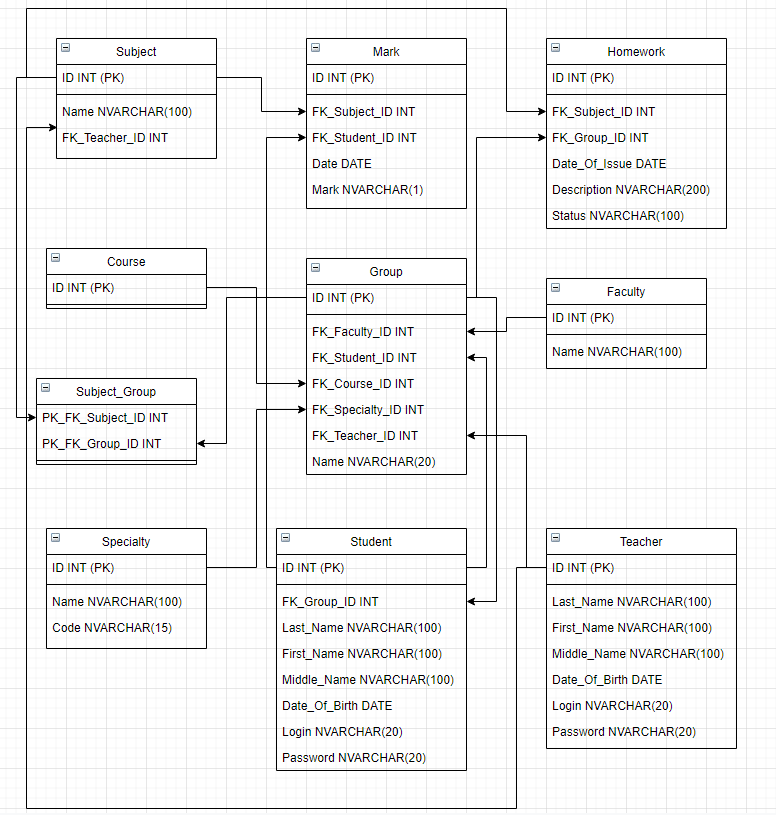 Subject
ID INT (PK)
Name NVARCHAR(100)
FK_Teacher_ID INT
Mark
ID INT (PK)
FK_Subject_ID INT
FK_Student_ID INT
Date DATE
Mark NVARCHAR(1)
Homework
ID INT (PK)
FK_Subject_ID INT
FK_Group_ID INT
Date_Of_Issue DATE
Description NVARCHAR(200)
Status NVARCHAR(100)
Course
ID INT (PK)
Group
ID INT (PK)
FK_Faculty_ID INT
FK_Student_ID INT
FK_Course_ID INT
FK_Specialty_ID INT
FK_Teacher_ID INT
Name NVARCHAR(20)
Faculty
ID INT (PK)
Name NVARCHAR(100)
Subject_Group
PK_FK_Subject_ID INT
PK_FK_Group_ID INT
Specialty
ID INT (PK)
Name NVARCHAR(100)
Code NVARCHAR(15)
Student
ID INT (PK)
FK_Group_ID INT
Last_Name NVARCHAR(100)
First_Name NVARCHAR(100)
Middle_Name NVARCHAR(100)
Date_Of_Birth DATE
Login NVARCHAR(20)
Password NVARCHAR(20)
Teacher
ID INT (PK)
Last_Name NVARCHAR(100)
First_Name NVARCHAR(100)
Middle_Name NVARCHAR(100)
Date_Of_Birth DATE
Login NVARCHAR(20)
Password NVARCHAR(20)